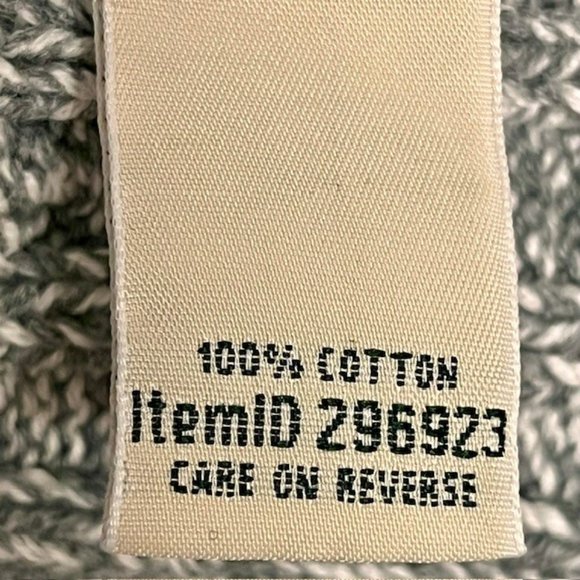 100% COTTON
ItemID 296923
CARE ON REVERSE